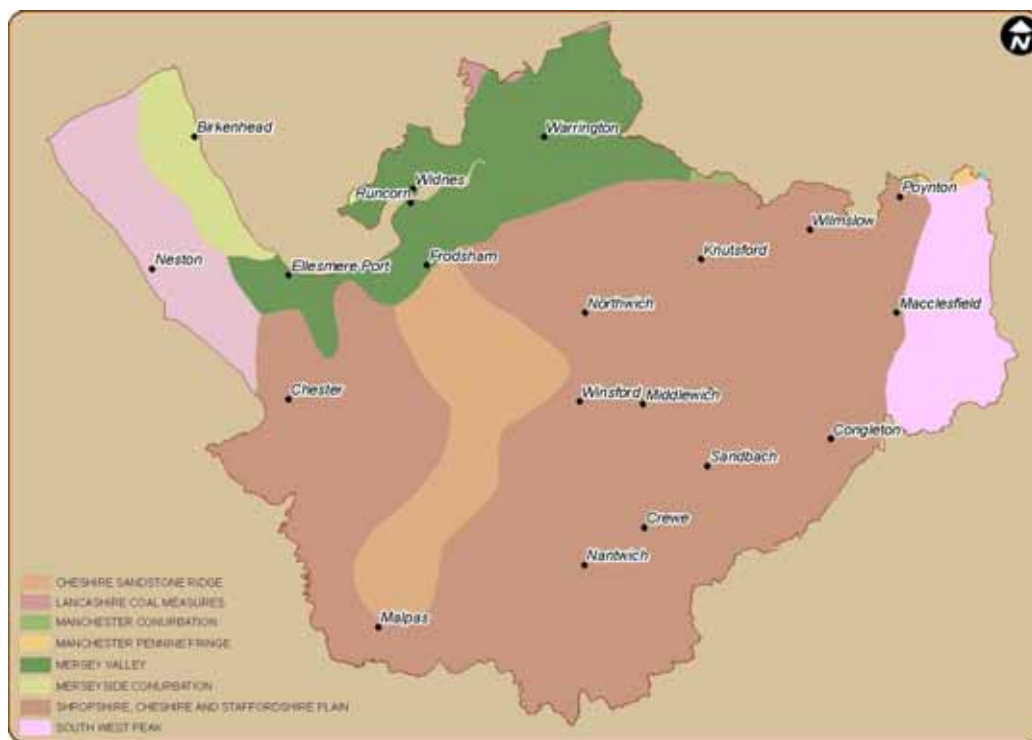 N
Birkenhead
Warrington
Widnes
Runcorn
Poynton
Wilmslow
Neston
Ellesmere Port
Frodsham
Knutsford
Northwich
Macclesfield
Chester
Winsford
Middlewich
Congleton
Sandbach
Crewe
Nantwich
Malpas
CHESHIRE SANDSTONE RIDGE
LANCASHIRE COAL MEASURES
MANCHESTER CONURBATION
MANCHESTER PENNINE FRINGE
MERSEY VALLEY
MERSEYSIDE CONURBATION
SHROPSHIRE, CHESHIRE AND STAFFORDSHIRE PLAIN
SOUTH WEST PEAK